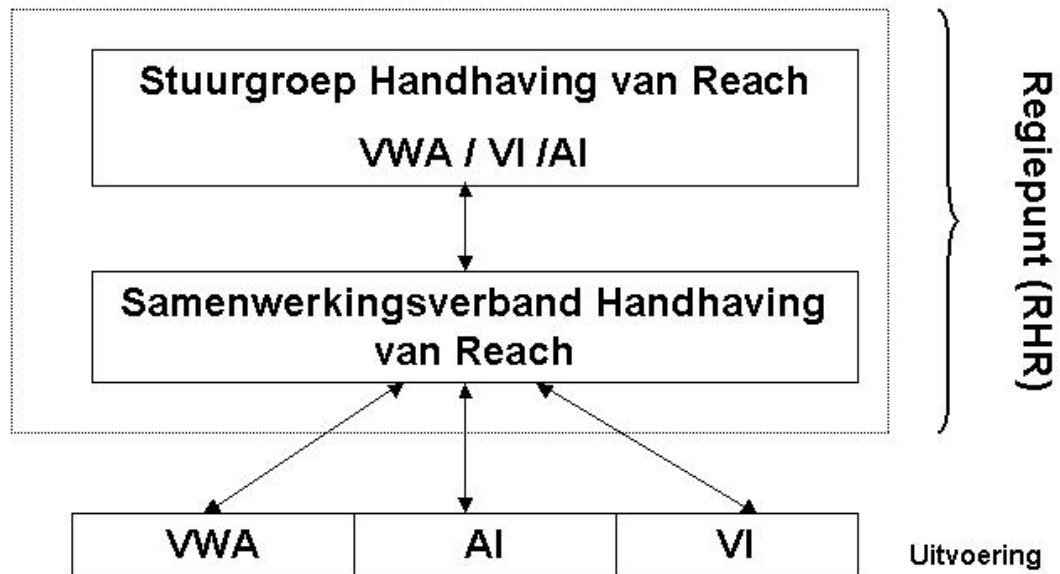 Stuurgroep Handhaving van Reach
VWA / VI /AI
Samenwerkingsverband Handhaving
van Reach
Regiepunt (RHR)
VWA
AI
VI
Uitvoering